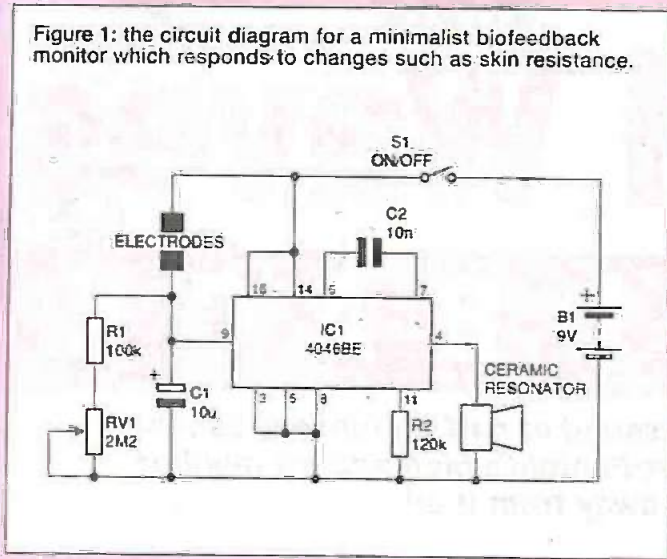 Figure 1: the circuit diagram for a minimalist biofeedback
monitor which responds to changes such as skin resistance.
S1
ON/OFF
C2
10n
ELECTRODES
16 14 6 7
R1
100k
9
IC1
4046BE
4
B1
9V
+
+
C1
10u
CERAMIC
RESONATOR
3 5 8 11
RV1
2M2
R2
120k